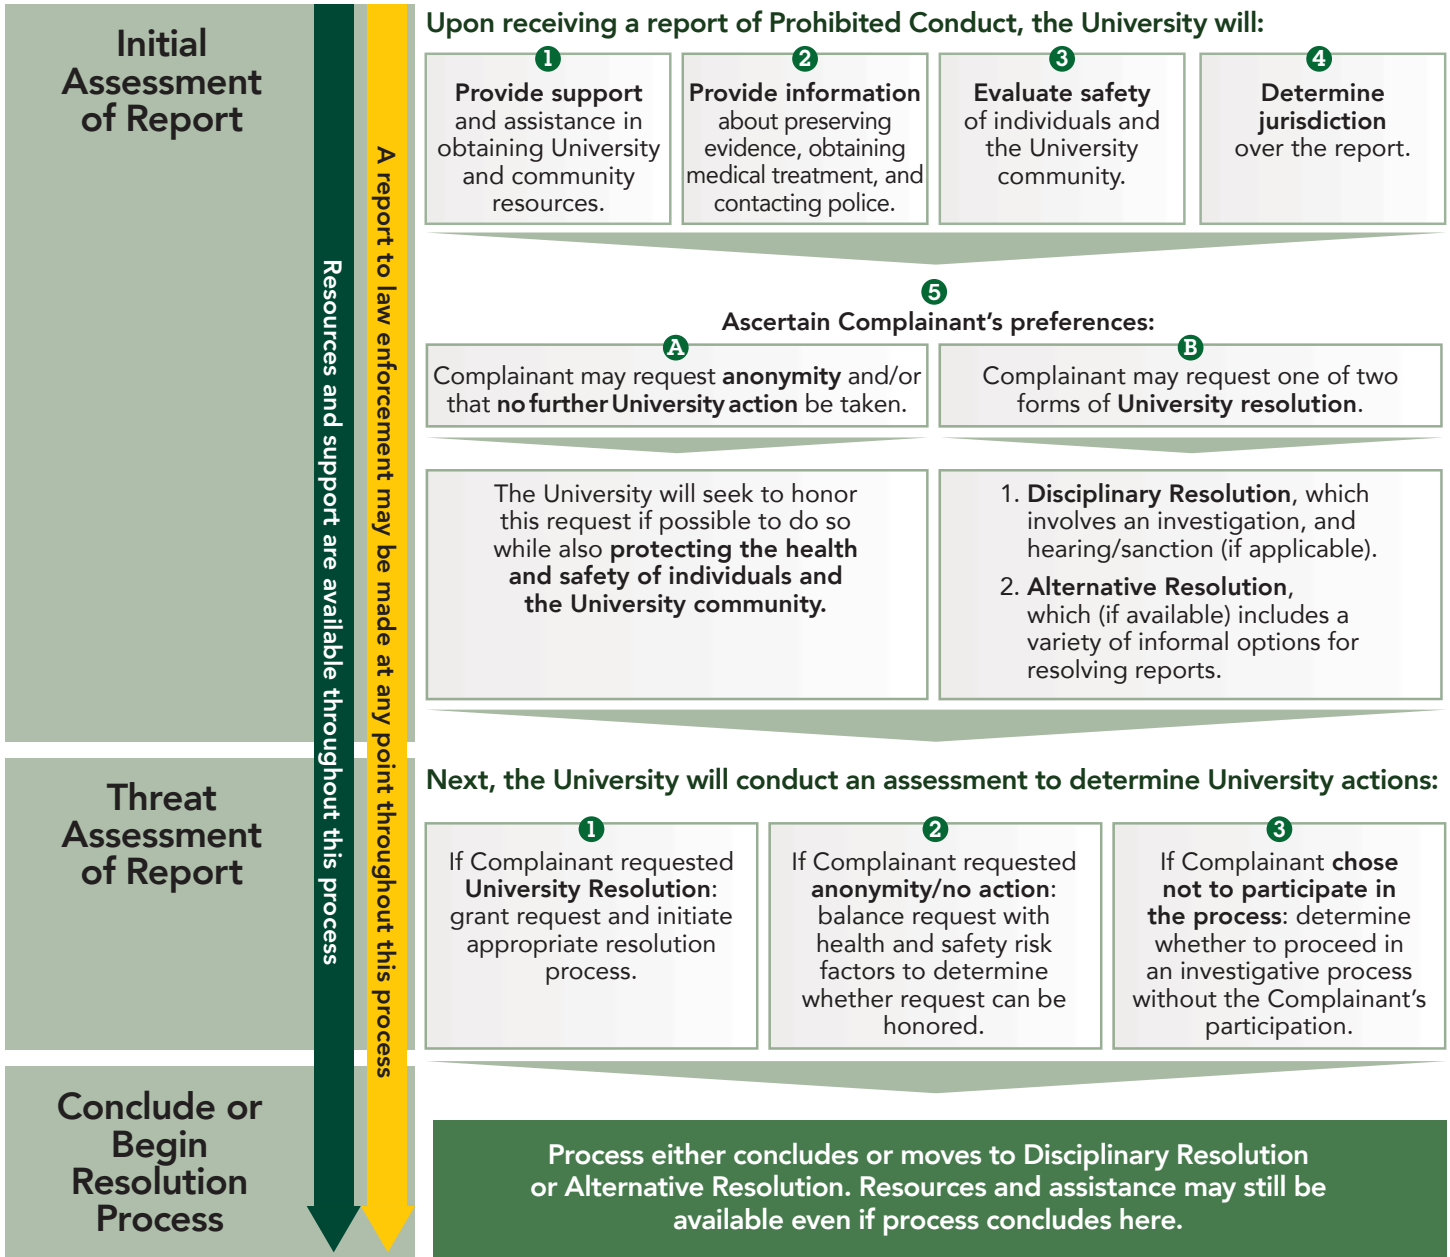 Initial
Assessment
of Report
Resources and support are available throughout this process
A report to law enforcement may be made at any point throughout this process
Upon receiving a report of Prohibited Conduct, the University will:
1
Provide support
and assistance in
obtaining University
and community
resources.
2
Provide information
about preserving
evidence, obtaining
medical treatment, and
contacting police.
3
Evaluate safety
of individuals and
the University
community.
4
Determine
jurisdiction
over the report.
5
Ascertain Complainant's preferences:
A
Complainant may request anonymity and/or
that no further University action be taken.
B
Complainant may request one of two
forms of University resolution.
The University will seek to honor
this request if possible to do so
while also protecting the health
and safety of individuals and
the University community.
1. Disciplinary Resolution, which
involves an investigation, and
hearing/sanction (if applicable).
2. Alternative Resolution,
which (if available) includes a
variety of informal options for
resolving reports.
Threat
Assessment
of Report
Next, the University will conduct an assessment to determine University actions:
1
If Complainant requested
University Resolution:
grant request and initiate
appropriate resolution
process.
2
If Complainant requested
anonymity/no action:
balance request with
health and safety risk
factors to determine
whether request can be
honored.
3
If Complainant chose
not to participate in
the process: determine
whether to proceed in
an investigative process
without the Complainant's
participation.
Conclude or
Begin
Resolution
Process
Process either concludes or moves to Disciplinary Resolution
or Alternative Resolution. Resources and assistance may still be
available even if process concludes here.